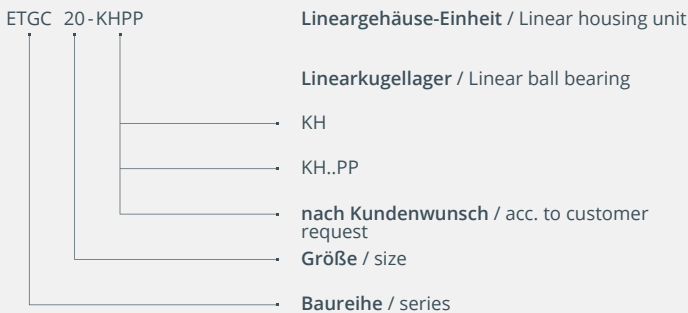 ETGC 20-KHPP
Lineargehäuse-Einheit / Linear housing unit
Linearkugellager / Linear ball bearing
KH
KH..PP
nach Kundenwunsch / acc. to customer
request
Größe / size
Baureihe / series